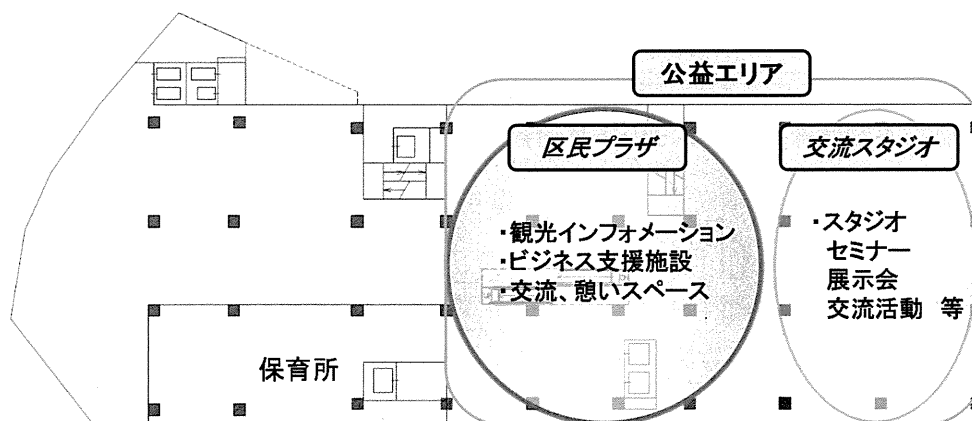 公益エリア
区民プラザ
・観光インフォメーション
・ビジネス支援施設
・交流、憩いスペース
交流スタジオ
・スタジオ
セミナー
展示会
交流活動 等
保育所